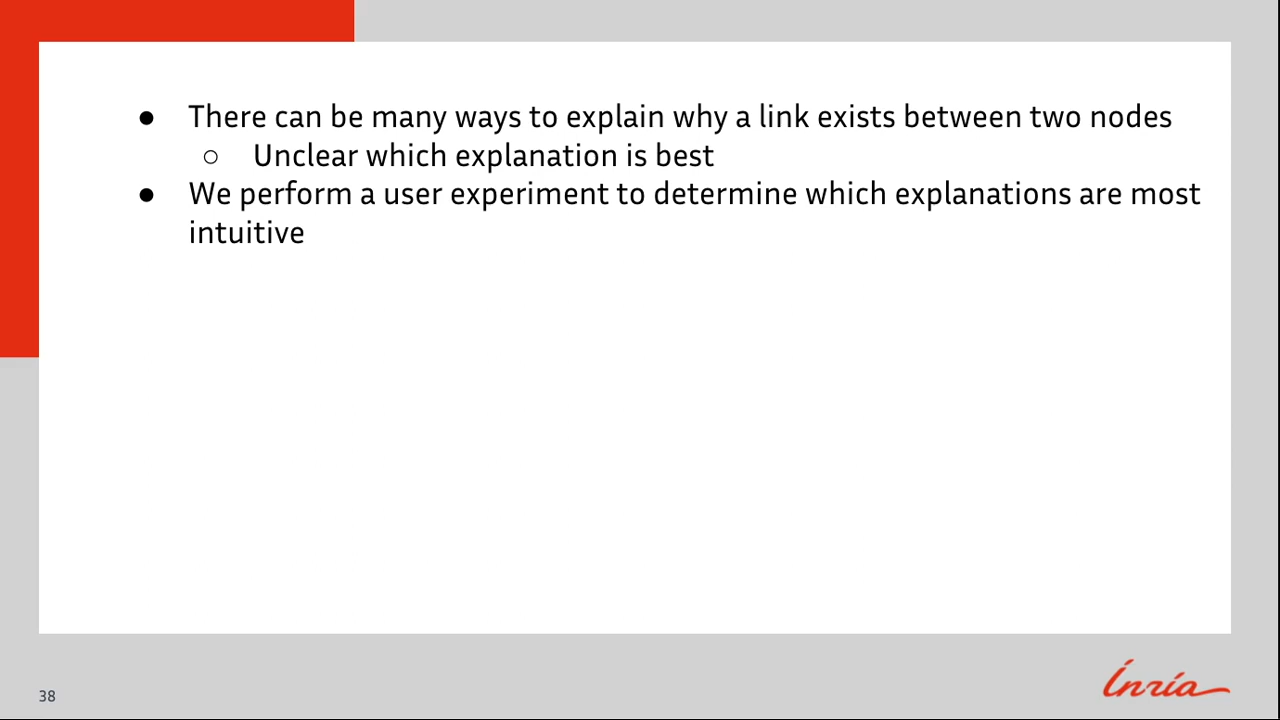 ● There can be many ways to explain why a link exists between two nodes
○ Unclear which explanation is best
● We perform a user experiment to determine which explanations are most
intuitive
38
Inria